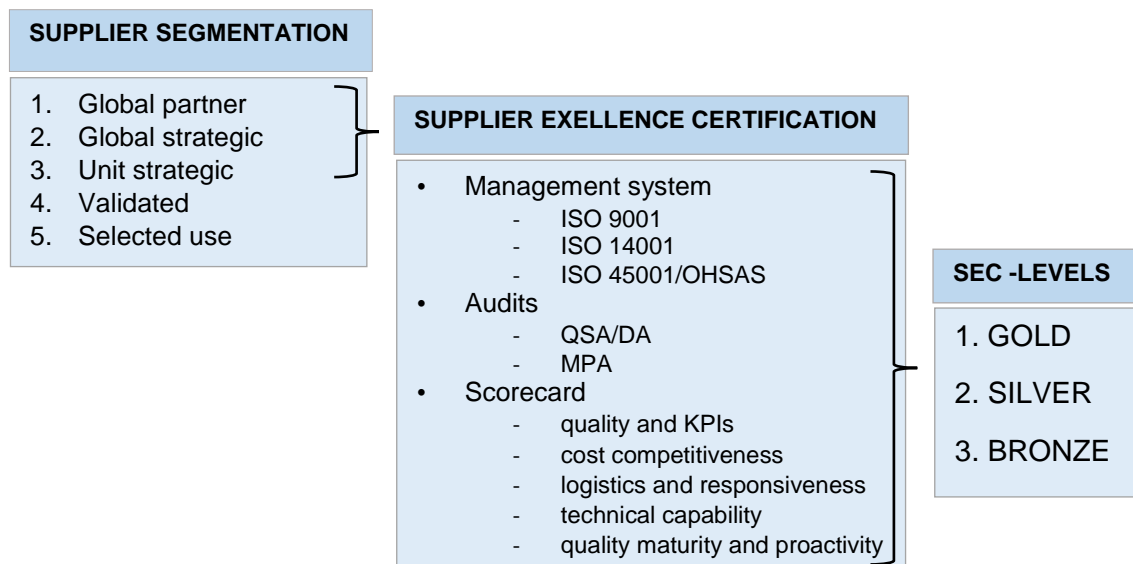 SUPPLIER SEGMENTATION
1. Global partner
2. Global strategic
3. Unit strategic
4. Validated
5. Selected use
SUPPLIER EXELLENCE CERTIFICATION
• Management system
- ISO 9001
- ISO 14001
- ISO 45001/OHSAS
• Audits
- QSA/DA
- MPA
• Scorecard
- quality and KPIs
- cost competitiveness
- logistics and responsiveness
- technical capability
- quality maturity and proactivity
SEC -LEVELS
1. GOLD
2. SILVER
3. BRONZE